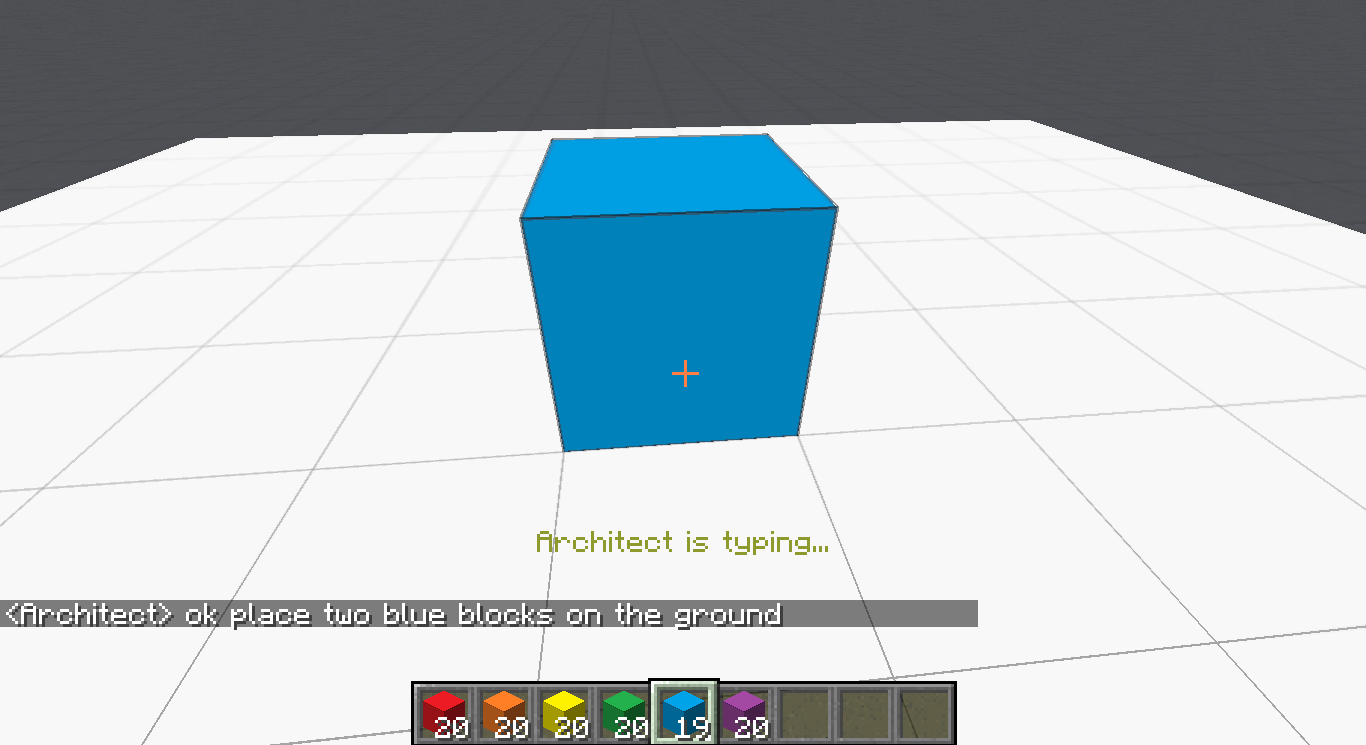 Architect is typing...
<Architect> ok place two blue blocks on the ground
20 20 20 20 19 20